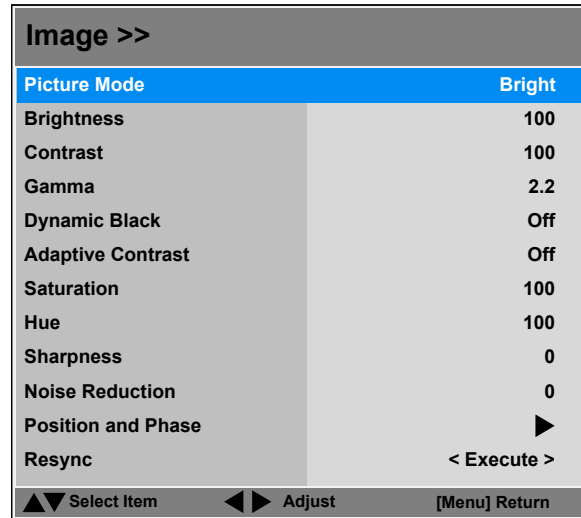 Image >>
Picture Mode Bright
Brightness 100
Contrast 100
Gamma 2.2
Dynamic Black Off
Adaptive Contrast Off
Saturation 100
Hue 100
Sharpness 0
Noise Reduction 0
Position and Phase ▶
Resync < Execute >
▲▼ Select Item ◀▶ Adjust [Menu] Return